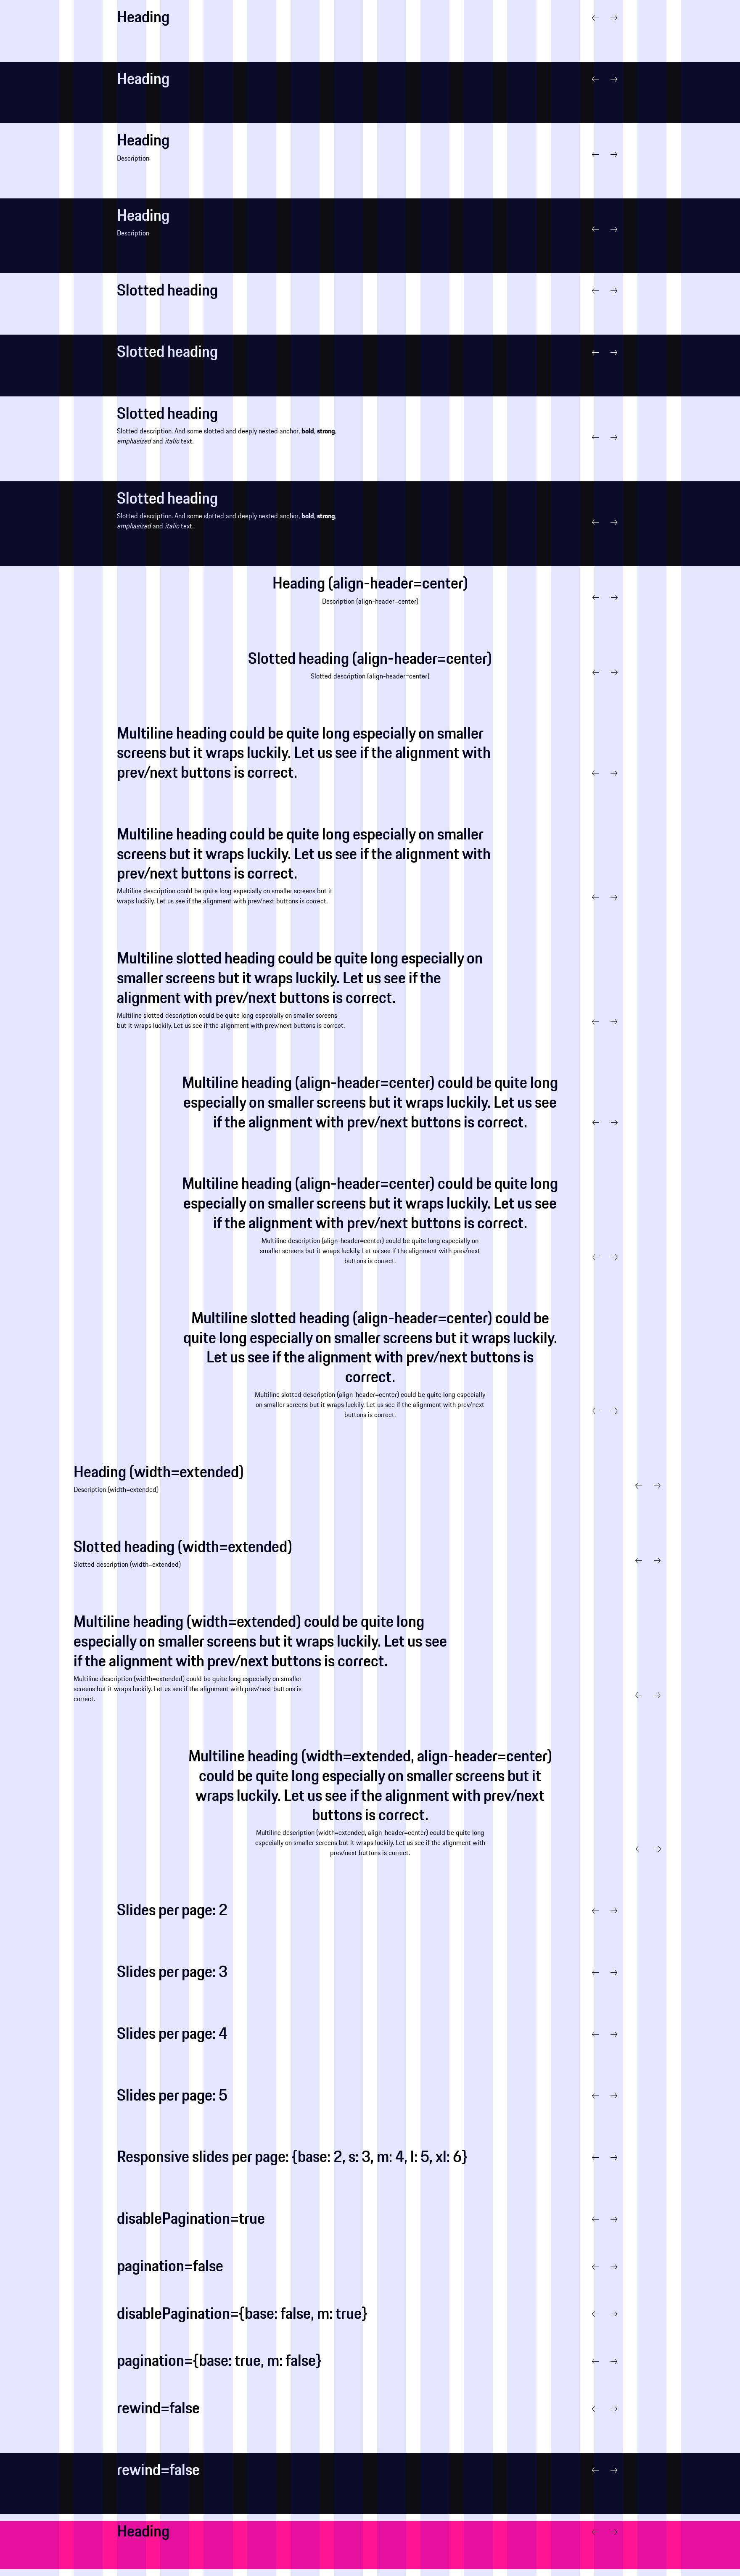 Heading
Heading
Heading
Description
Heading
Description
Slotted heading
Slotted heading
Slotted heading
Slotted description. And some slotted and deeply nested anchor, bold, strong,
emphasized and italic text.
Slotted heading
Slotted description. And some slotted and deeply nested anchor, bold, strong,
emphasized and italic text.
Heading (align-header=center)
Description (align-header=center)
Slotted heading (align-header=center)
Slotted description (align-header=center)
Multiline heading could be quite long especially on smaller
screens but it wraps luckily. Let us see if the alignment with
prev/next buttons is correct.
Multiline heading could be quite long especially on smaller
screens but it wraps luckily. Let us see if the alignment with
prev/next buttons is correct.
Multiline description could be quite long especially on smaller screens but it
wraps luckily. Let us see if the alignment with prev/next buttons is correct.
Multiline slotted heading could be quite long especially on
smaller screens but it wraps luckily. Let us see if the
alignment with prev/next buttons is correct.
Multiline slotted description could be quite long especially on smaller screens
but it wraps luckily. Let us see if the alignment with prev/next buttons is correct.
Multiline heading (align-header=center) could be quite long
especially on smaller screens but it wraps luckily. Let us see
if the alignment with prev/next buttons is correct.
Multiline heading (align-header=center) could be quite long
especially on smaller screens but it wraps luckily. Let us see
if the alignment with prev/next buttons is correct.
Multiline description (align-header=center) could be quite long especially on
smaller screens but it wraps luckily. Let us see if the alignment with prev/next
buttons is correct.
Multiline slotted heading (align-header=center) could be
quite long especially on smaller screens but it wraps luckily.
Let us see if the alignment with prev/next buttons is
correct.
Multiline slotted description (align-header=center) could be quite long especially
on smaller screens but it wraps luckily. Let us see if the alignment with prev/next
buttons is correct.
Heading (width=extended)
Description (width=extended)
Slotted heading (width=extended)
Slotted description (width=extended)
Multiline heading (width=extended) could be quite long
especially on smaller screens but it wraps luckily. Let us see
if the alignment with prev/next buttons is correct.
Multiline description (width=extended) could be quite long especially on smaller
screens but it wraps luckily. Let us see if the alignment with prev/next buttons is
correct.
Multiline heading (width=extended, align-header=center)
could be quite long especially on smaller screens but it
wraps luckily. Let us see if the alignment with prev/next
buttons is correct.
Multiline description (width=extended, align-header=center) could be quite long
especially on smaller screens but it wraps luckily. Let us see if the alignment with
prev/next buttons is correct.
Slides per page: 2
Slides per page: 3
Slides per page: 4
Slides per page: 5
Responsive slides per page: {base: 2, s: 3, m: 4, l: 5, xl: 6}
disablePagination=true
pagination=false
disablePagination={base: false, m: true}
pagination={base: true, m: false}
rewind=false
rewind=false
Heading